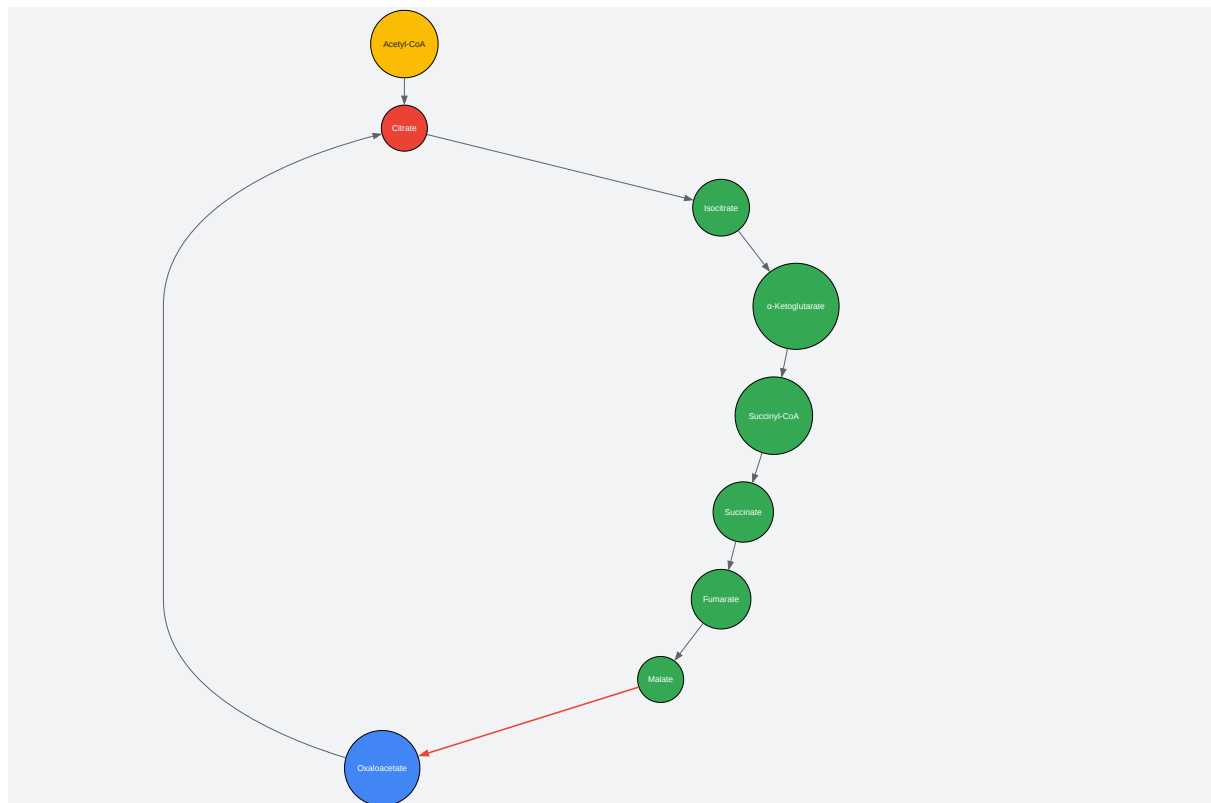 Acetyl-CoA
Citrate
Isocitrate
α-Ketoglutarate
Succinyl-CoA
Succinate
Fumarate
Malate
Oxaloacetate